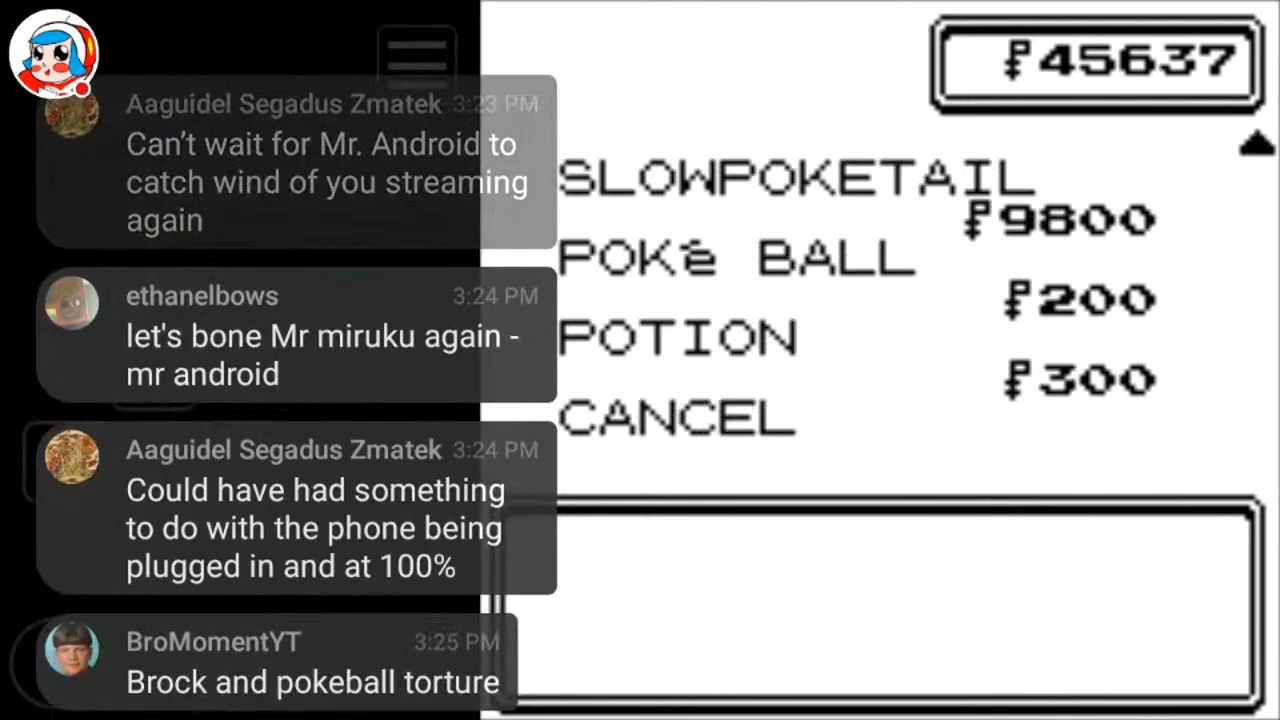 Aaguidel Segadus Zmatek 3:23 PM
Can’t wait for Mr. Android to
catch wind of you streaming
again
ethanelbows 3:24 PM
let's bone Mr miruku again -
mr android
Aaguidel Segadus Zmatek 3:24 PM
Could have had something
to do with the phone being
plugged in and at 100%
BroMomentYT 3:25 PM
Brock and pokeball torture
₽45637
SLOWPOKETAIL
₽9800
POKé BALL
₽200
POTION
₽300
CANCEL